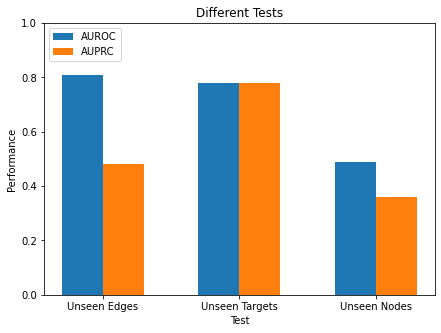 Different Tests
AUROC
AUPRC
Performance
1.0
0.8
0.6
0.4
0.2
0.0
Unseen Edges
Unseen Targets
Unseen Nodes
Test